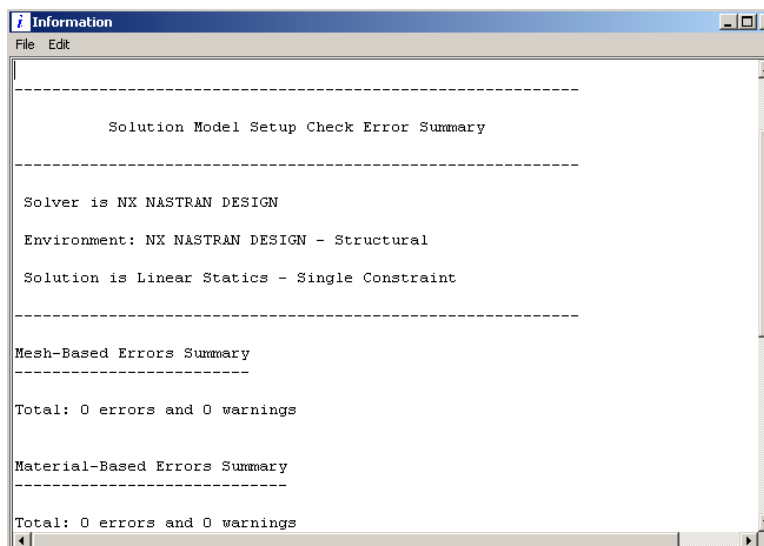 i Information
File Edit
------------------------------------------------------------
Solution Model Setup Check Error Summary
------------------------------------------------------------
Solver is NX NASTRAN DESIGN
Environment: NX NASTRAN DESIGN - Structural
Solution is Linear Statics - Single Constraint
------------------------------------------------------------
Mesh-Based Errors Summary
-------------------------
Total: 0 errors and 0 warnings
Material-Based Errors Summary
-----------------------------
Total: 0 errors and 0 warnings